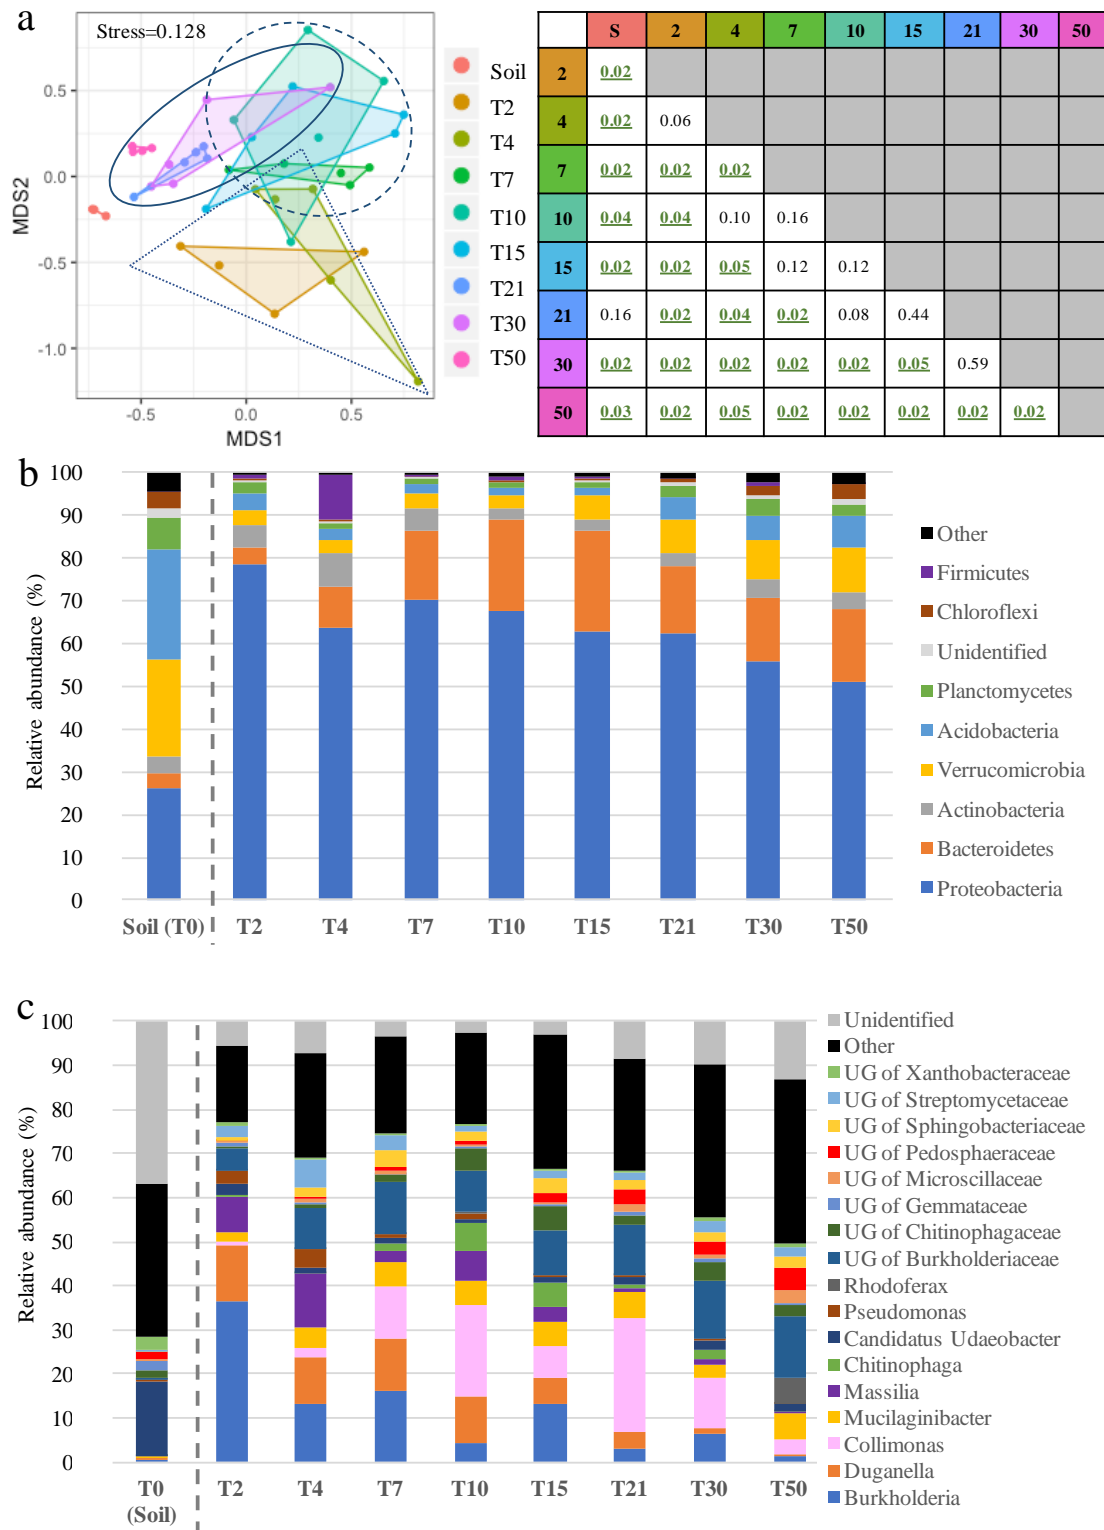 a
Stress=0.128
0.5
0.0
-0.5
-1.0
MDS2
-0.5 0.0 0.5
MDS1
Soil
T2
T4
T7
T10
T15
T21
T30
T50
S 2 4 7 10 15 21 30 50
2 0.02
4 0.02 0.06
7 0.02 0.02 0.02
10 0.04 0.04 0.10 0.16
15 0.02 0.02 0.05 0.12 0.12
21 0.16 0.02 0.04 0.02 0.08 0.44
30 0.02 0.02 0.02 0.02 0.02 0.05 0.59
50 0.03 0.02 0.05 0.02 0.02 0.02 0.02 0.02
b
Relative abundance (%)
100
90
80
70
60
50
40
30
20
10
0
Soil (T0) T2 T4 T7 T10 T15 T21 T30 T50
Other
Firmicutes
Chloroflexi
Unidentified
Planctomycetes
Acidobacteria
Verrucomicrobia
Actinobacteria
Bacteroidetes
Proteobacteria
c
Relative abundance (%)
100
90
80
70
60
50
40
30
20
10
0
T0 T2 T4 T7 T10 T15 T21 T30 T50
(Soil)
Unidentified
Other
UG of Xanthobacteraceae
UG of Streptomycetaceae
UG of Sphingobacteriaceae
UG of Pedosphaeraceae
UG of Microscillaceae
UG of Gemmataceae
UG of Chitinophagaceae
UG of Burkholderiaceae
Rhodoferax
Pseudomonas
Candidatus Udaeobacter
Chitinophaga
Massilia
Mucilaginibacter
Collimonas
Duganella
Burkholderia